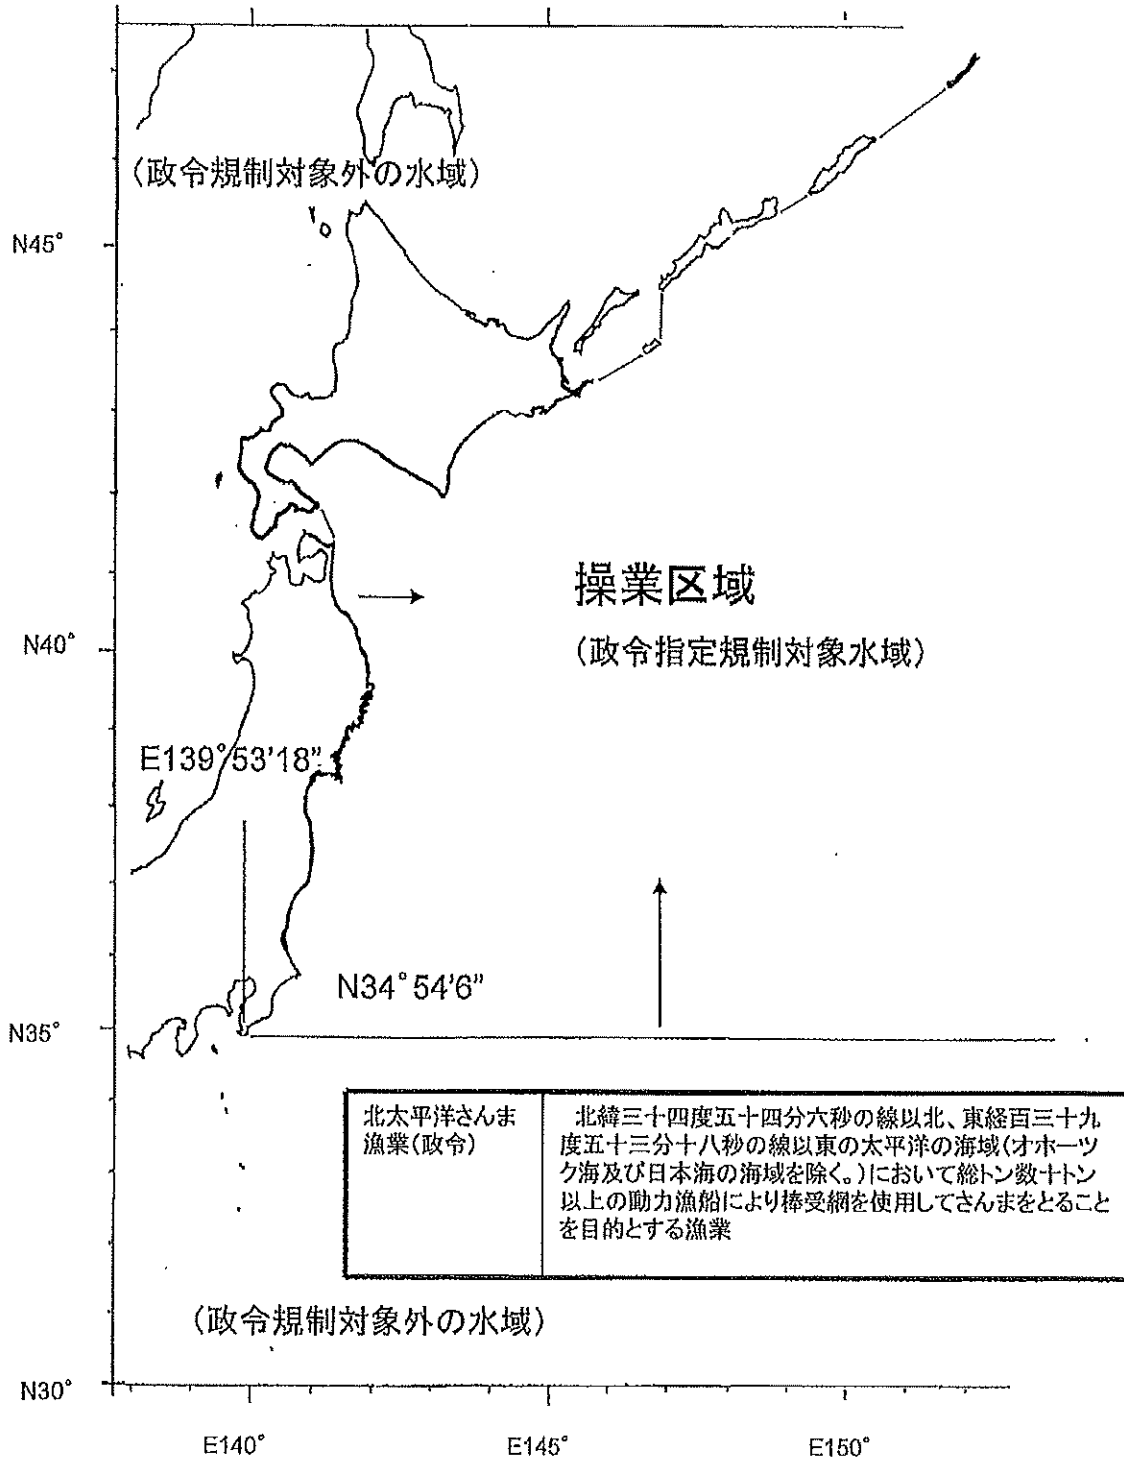 (政令規制対象外の水域)
N45°
操業区域
(政令指定規制対象水域)
N40°
E139°53'18"
N34°54'6"
N35°
北太平洋さんま
漁業(政令)
北緯三十四度五十四分六秒の線以北、東経百三十九
度五十三分十八秒の線以東の太平洋の海域(オホーツ
ク海及び日本海の海域を除く。)において総トン数十トン
以上の動力漁船により棒受網を使用してさんまをとること
を目的とする漁業
(政令規制対象外の水域)
N30°
E140°
E145°
E150°